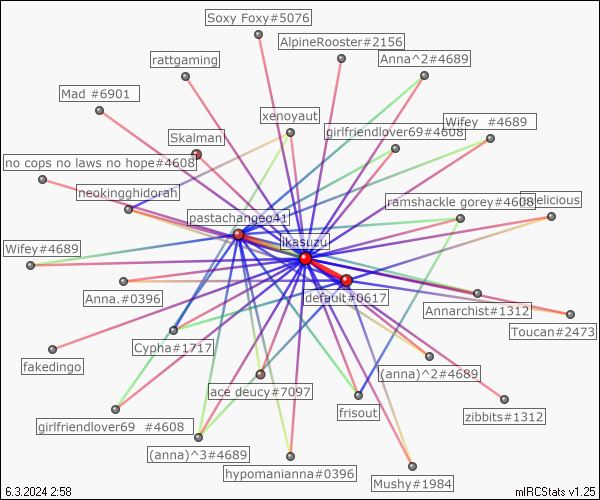 Soxy Foxy#5076
AlpineRooster#2156
rattgaming
Anna^2#4689
Mad #6901
xenoyaut
girlfriendlover69#4608
Wifey #4689
Skalman
no cops no laws no hope#4608
neokinghidorah
ramshackle gorey#4608
elicious
pastachangeo41
ikasuzu
Wifey#4689
Anna.#0396
default#0617
Annarchist#1312
Toucan#2473
Cypha#1717
fakedingo
(anna)^2#4689
ace deucy#7097
frisout
zibbits#1312
girlfriendlover69 #4608
(anna)^3#4689
hypomanianna#0396
Mushy#1984
6.3.2024 2:58
mIRCStats v1.25